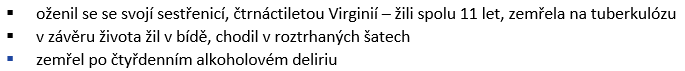 ▪ oženil se se svojí sestřenicí, čtrnáctiletou Virginií – žili spolu 11 let, zemřela na tuberkulózu
▪ v závěru života žil v bídě, chodil v roztrhaných šatech
▪ zemřel po čtyřdenním alkoholovém deliriu